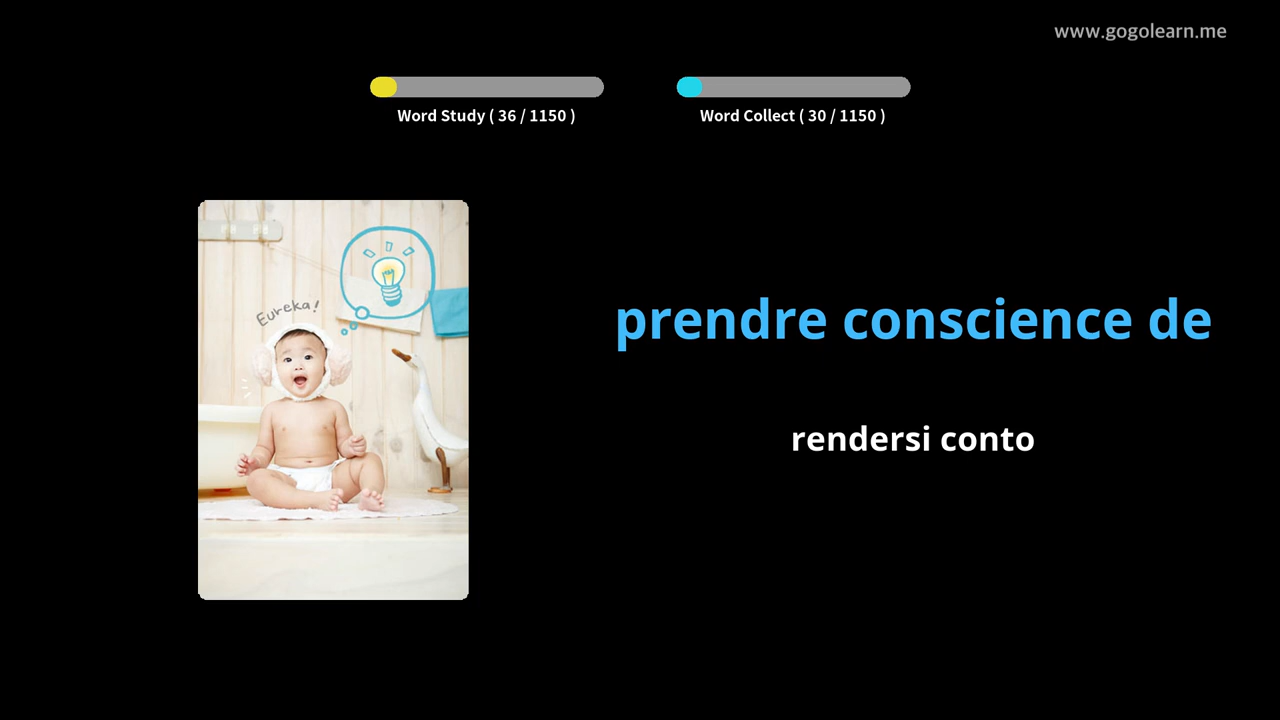 www.gogolearn.me
Word Study ( 36 / 1150 )
Word Collect ( 30 / 1150 )
Eureka!
prendre conscience de
rendersi conto